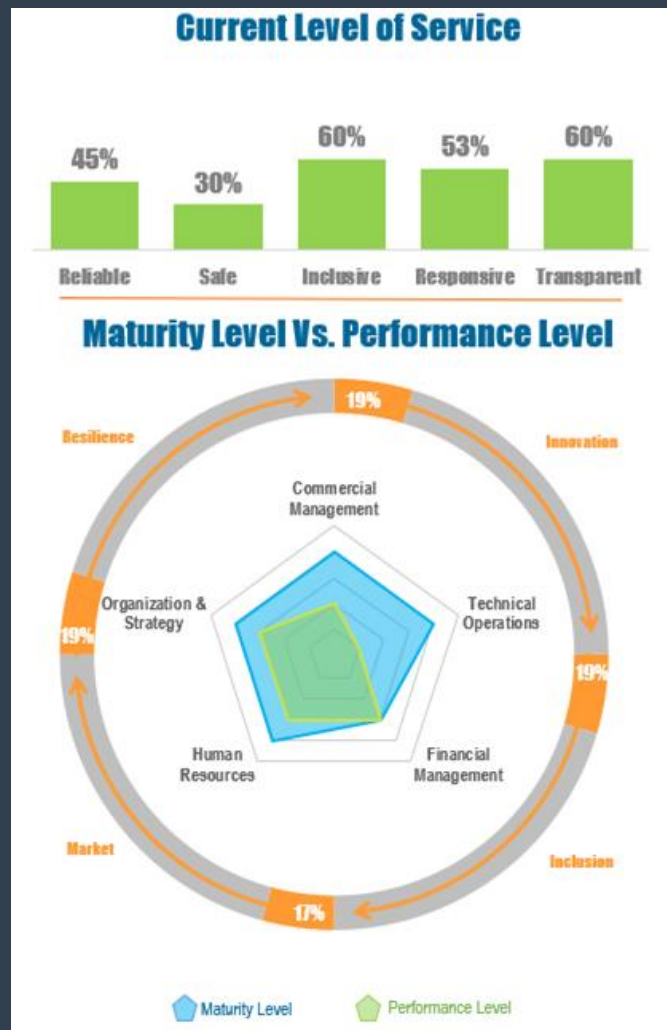 Current Level of Service
45%
30%
60%
53%
60%
Reliable
Safe
Inclusive
Responsive
Transparent
Maturity Level Vs. Performance Level
19%
Resilience
Innovation
Commercial
Management
Organization &
Strategy
Technical
Operations
19%
19%
Human
Resources
Financial
Management
Market
Inclusion
17%
Maturity Level
Performance Level